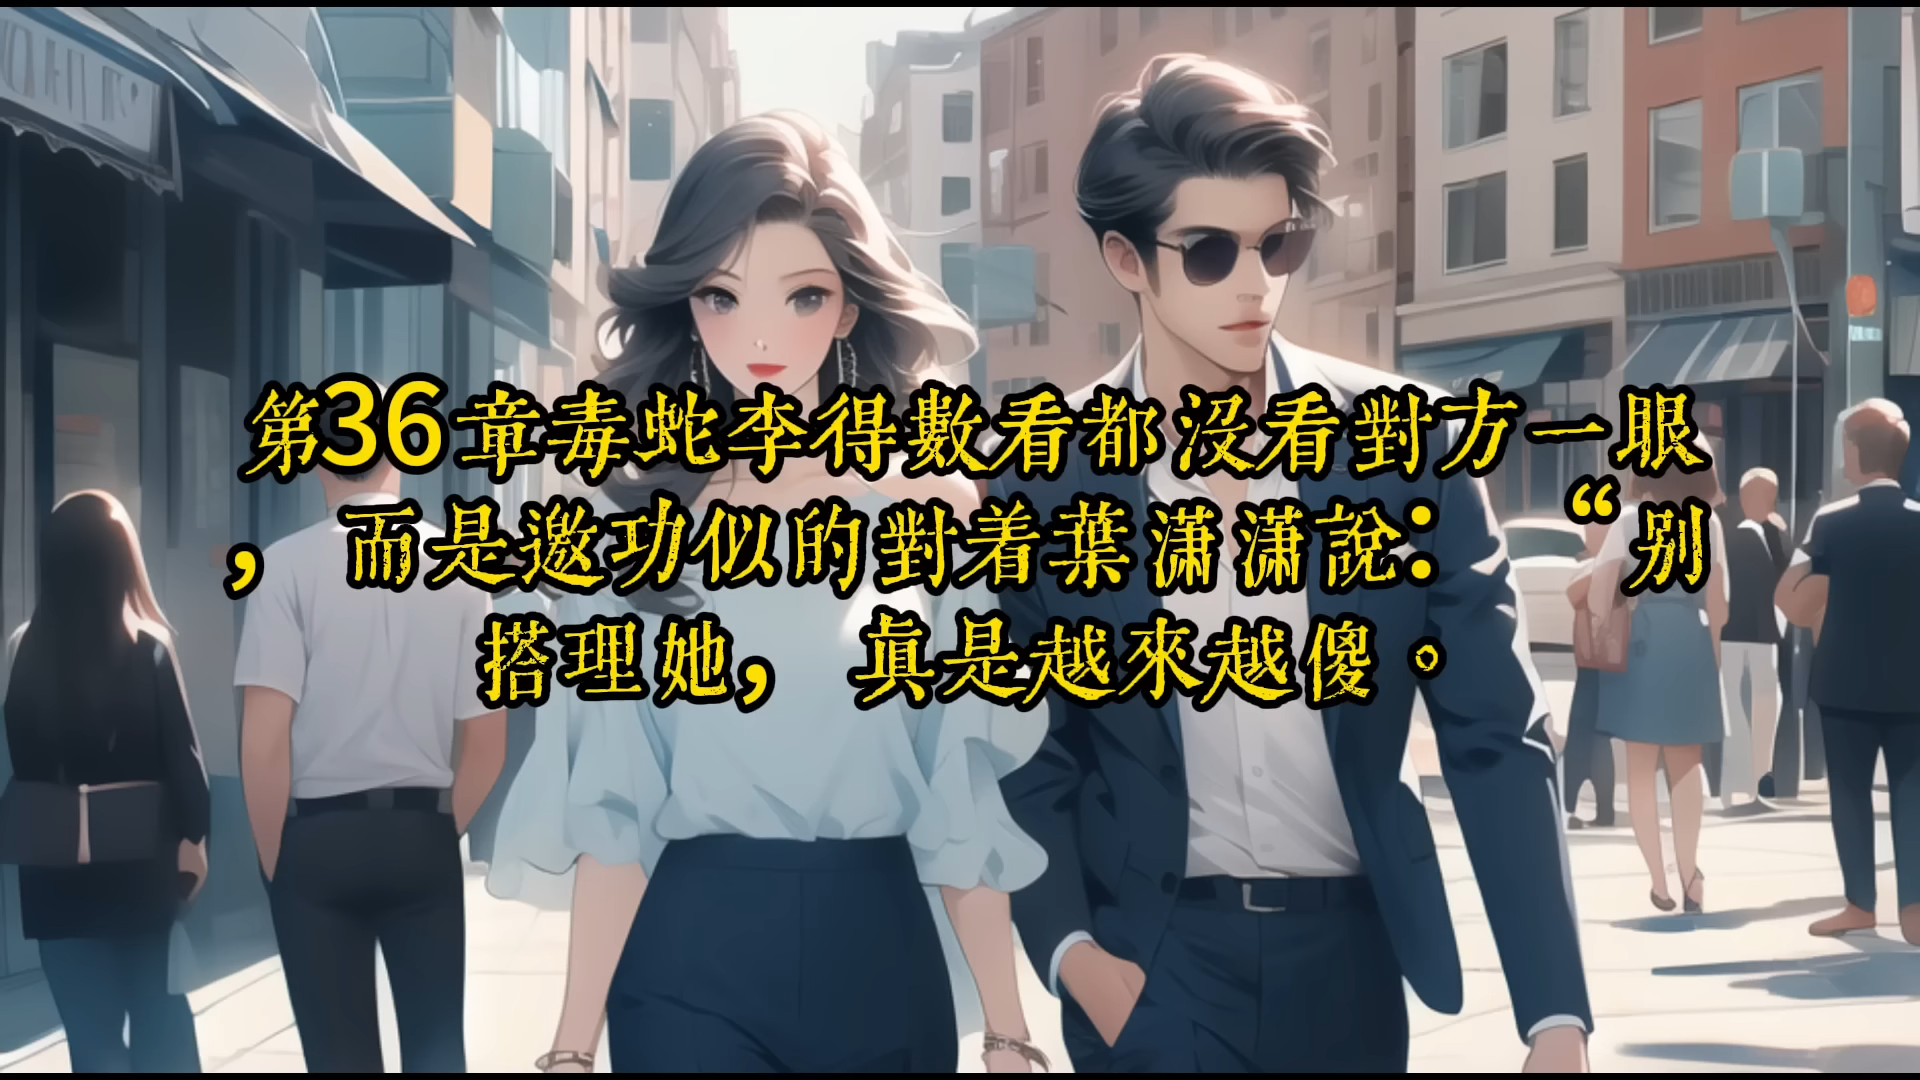 第36章毒蛇李得數看都没看對方一眼
，而是邀功似的對着葉潇潇說：“别
搭理她，真是越來越傻。